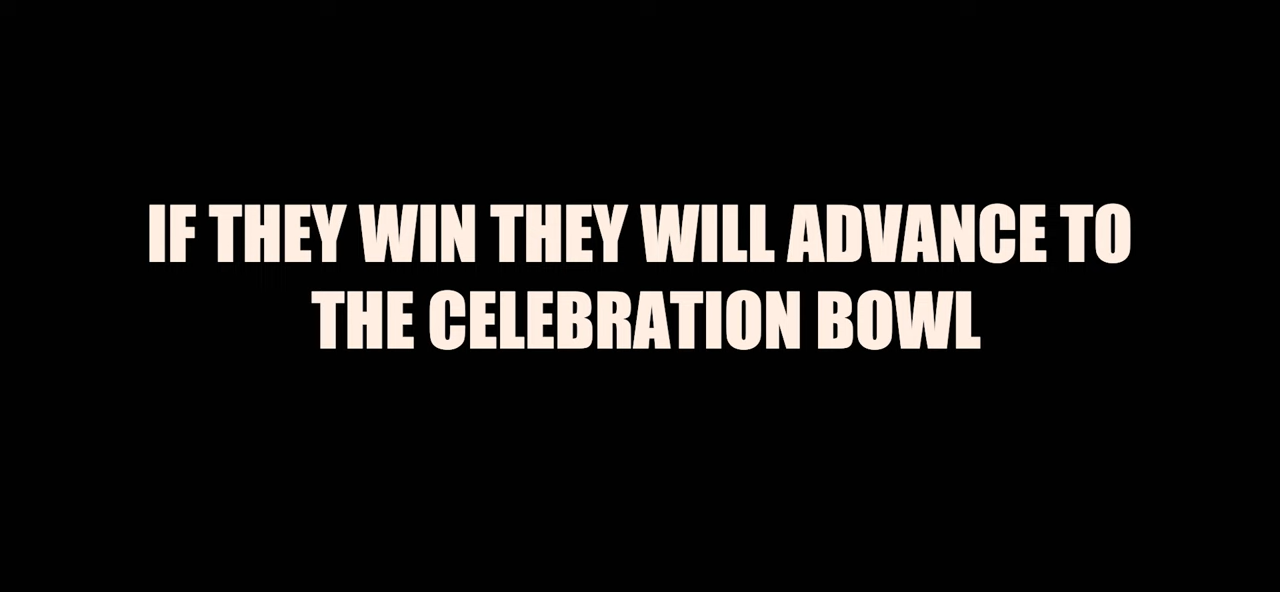 IF THEY WIN THEY WILL ADVANCE TO
THE CELEBRATION BOWL